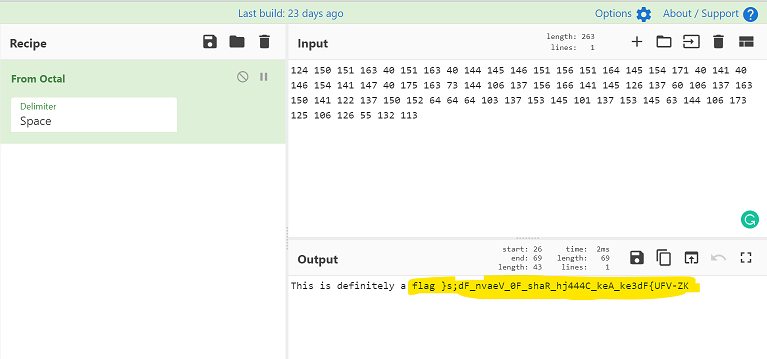 Last build: 23 days ago
Options About / Support
Recipe
Input
length: 263
lines: 1
From Octal
Delimiter
Space
124 150 151 163 40 151 163 40 144 145 146 151 156 151 164 145 154 171 40 141 40
146 154 141 147 40 175 163 73 144 106 137 156 166 141 145 126 137 60 106 137 163
150 141 122 137 150 152 64 64 64 103 137 153 145 101 137 153 145 63 144 106 173
125 106 126 55 132 113
Output
start: 26 time: 2ms
end: 69 length: 69
length: 43 lines: 1
This is definitely a flag }s;dF_nvaeV_0F_shaR_hj444C_keA_ke3dF{UFV-ZK